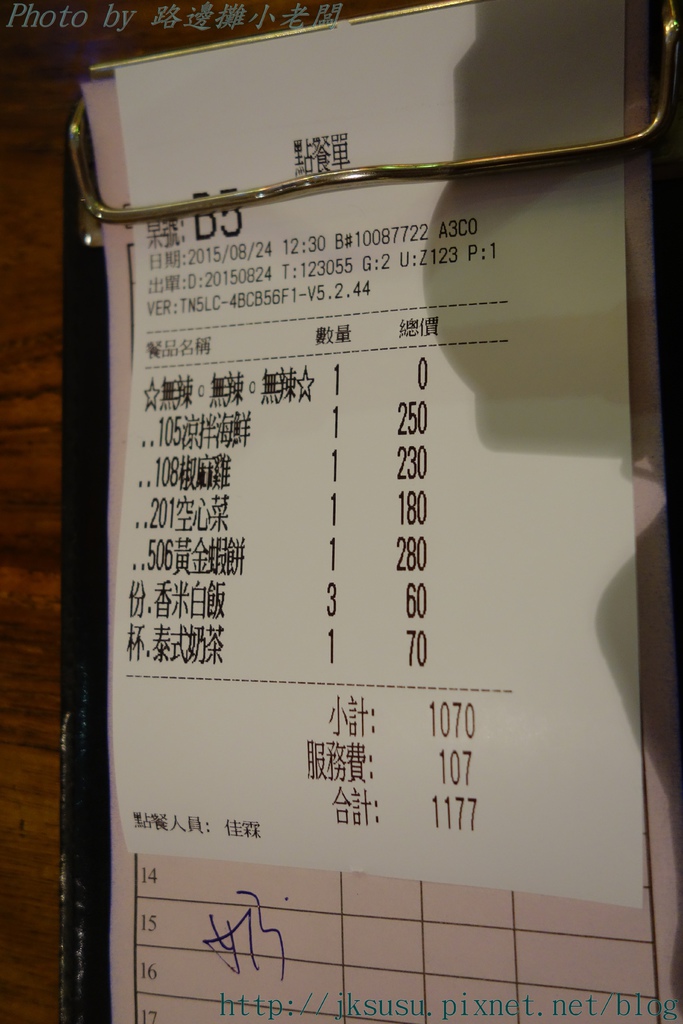 Photo by 路邊攤小老闆
點餐單
桌號: B5
日期:2015/08/24 12:30 B#10087722 A3C0
出單:D:20150824 T:123055 G:2 U:Z123 P:1
VER:TN5LC-4BCB56F1-V5.2.44
餐品名稱 數量 總價
☆無辣。無辣。無辣☆ 1 0
..105涼拌海鮮 1 250
..108椒麻雞 1 230
..201空心菜 1 180
..506黃金蝦餅 1 280
份.香米白飯 3 60
杯.泰式奶茶 1 70
小計: 1070
服務費: 107
合計: 1177
點餐人員: 佳霖
14
15 奶
16
17
http://jksusu.pixnet.net/blog